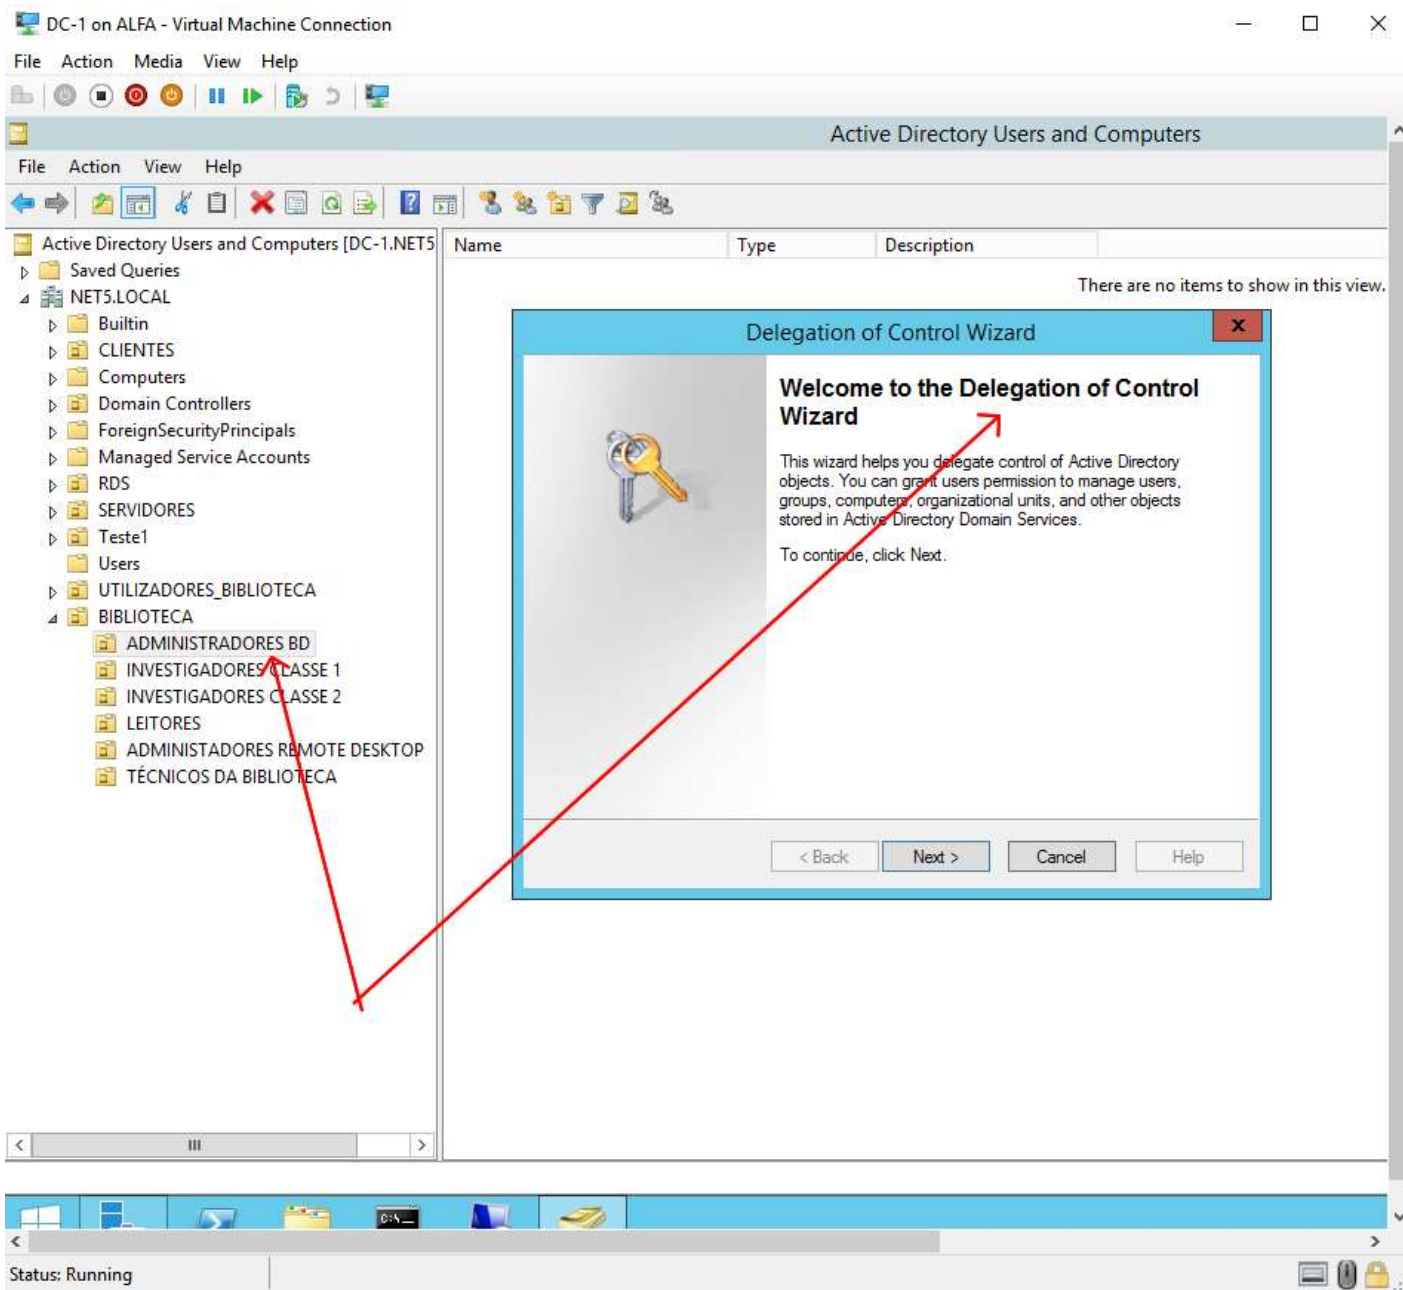 DC-1 on ALFA - Virtual Machine Connection
File Action Media View Help
Active Directory Users and Computers
File Action View Help
Active Directory Users and Computers [DC-1.NET5
Saved Queries
NET5.LOCAL
Builtin
CLIENTES
Computers
Domain Controllers
ForeignSecurityPrincipals
Managed Service Accounts
RDS
SERVIDORES
Teste1
Users
UTILIZADORES_BIBLIOTECA
BIBLIOTECA
ADMINISTRADORES BD
INVESTIGADORES CLASSE 1
INVESTIGADORES CLASSE 2
LEITORES
ADMINISTADORES REMOTE DESKTOP
TÉCNICOS DA BIBLIOTECA
Name Type Description
There are no items to show in this view.
Delegation of Control Wizard
x
Welcome to the Delegation of Control
Wizard
This wizard helps you delegate control of Active Directory
objects. You can grant users permission to manage users,
groups, computers, organizational units, and other objects
stored in Active Directory Domain Services.
To continue, click Next.
< Back Next > Cancel Help
C:\_
Status: Running